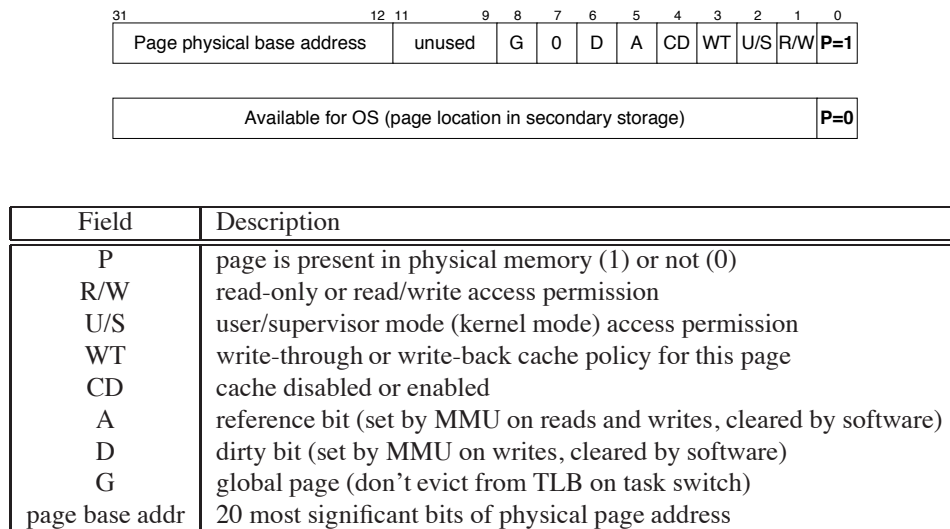 31 12 11 9 8 7 6 5 4 3 2 1 0
Page physical base address unused G 0 D A CD WT U/S R/W P=1
Available for OS (page location in secondary storage) P=0
Field Description
P page is present in physical memory (1) or not (0)
R/W read-only or read/write access permission
U/S user/supervisor mode (kernel mode) access permission
WT write-through or write-back cache policy for this page
CD cache disabled or enabled
A reference bit (set by MMU on reads and writes, cleared by software)
D dirty bit (set by MMU on writes, cleared by software)
G global page (don't evict from TLB on task switch)
page base addr 20 most significant bits of physical page address